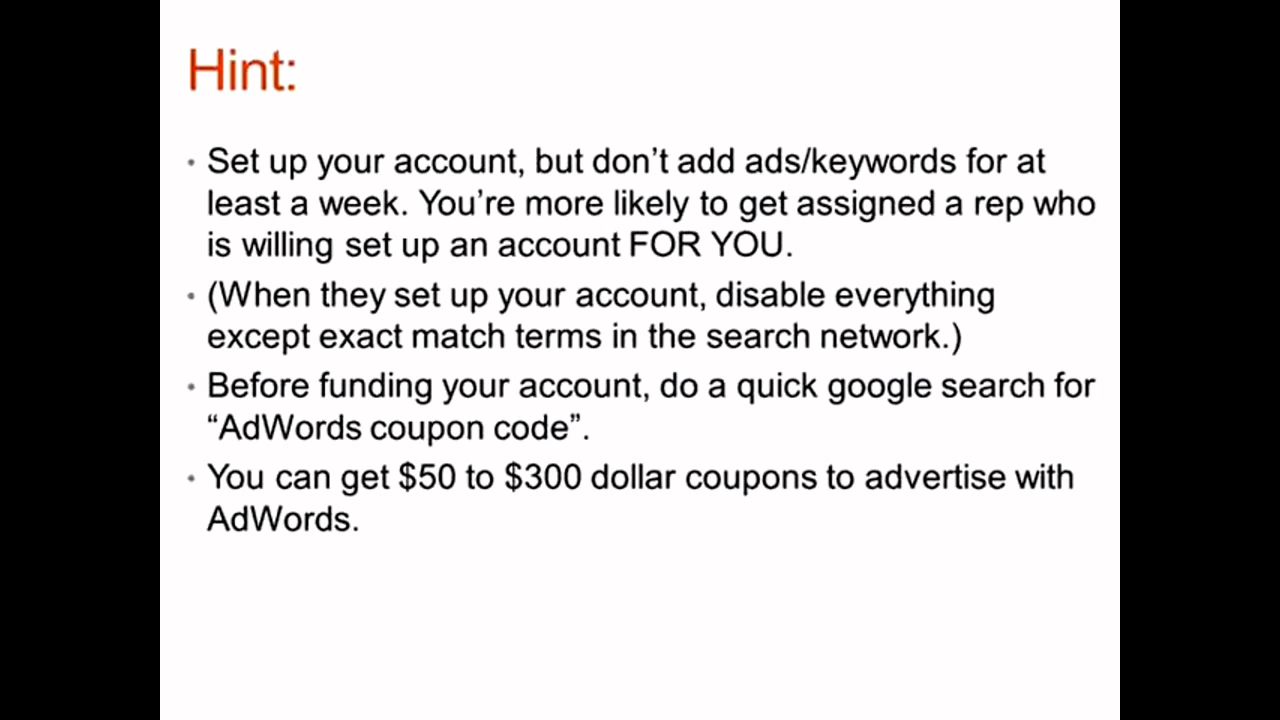 Hint:
• Set up your account, but don’t add ads/keywords for at
least a week. You’re more likely to get assigned a rep who
is willing set up an account FOR YOU.
• (When they set up your account, disable everything
except exact match terms in the search network.)
• Before funding your account, do a quick google search for
“AdWords coupon code”.
• You can get $50 to $300 dollar coupons to advertise with
AdWords.